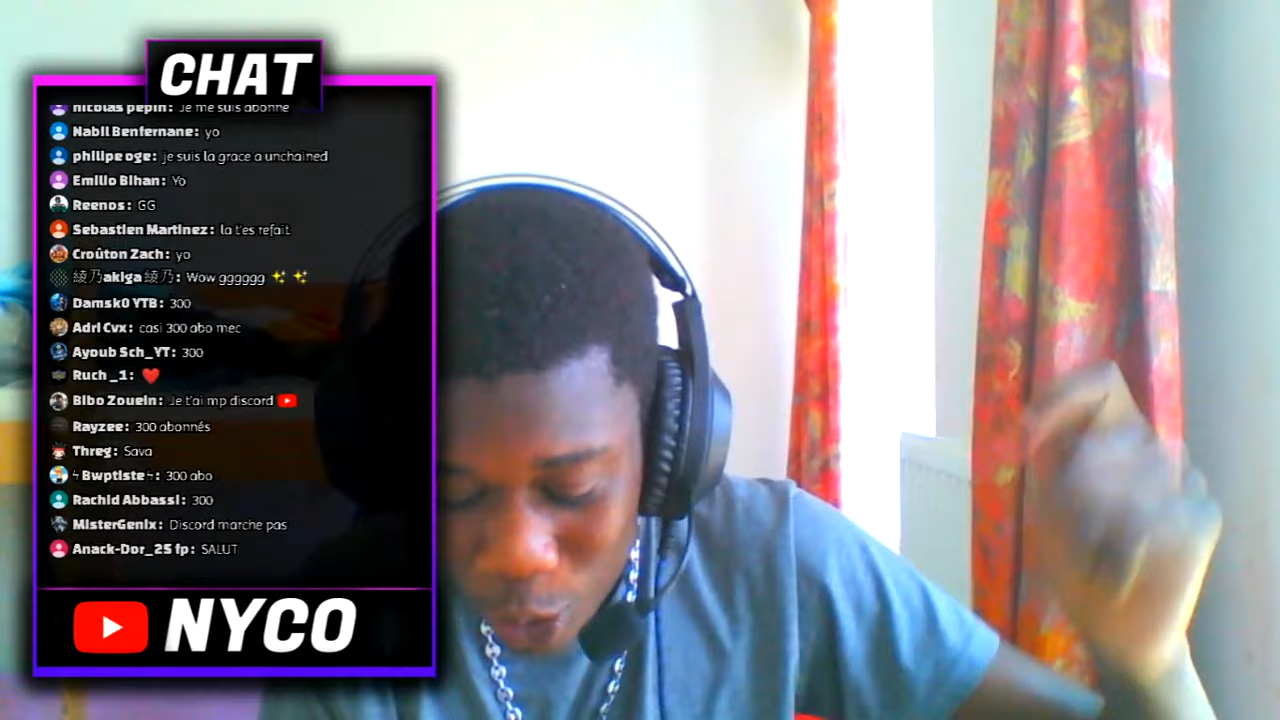 CHAT
nicolas pepin: Je me suis abonné
Nabil Benfernane: yo
philipe oge: je suis la grace a unchained
Emilio Bihan: Yo
Reenos: GG
Sebastien Martinez: la t'es refait
Croûton Zach: yo
綾乃akiga 綾乃: Wow gggggg ✨ ✨
Damsk0 YTB: 300
Adri Cvx: casi 300 abo mec
Ayoub Sch_YT: 300
Ruch _1: ❤️
Bibo Zouein: Je t'ai mp discord
Rayzee: 300 abonnés
Threg: Sava
ϟ Bwptiste ϟ: 300 abo
Rachid Abbassi: 300
MisterGenix: Discord marche pas
Anack-Dor_25 fp: SALUT
NYCO